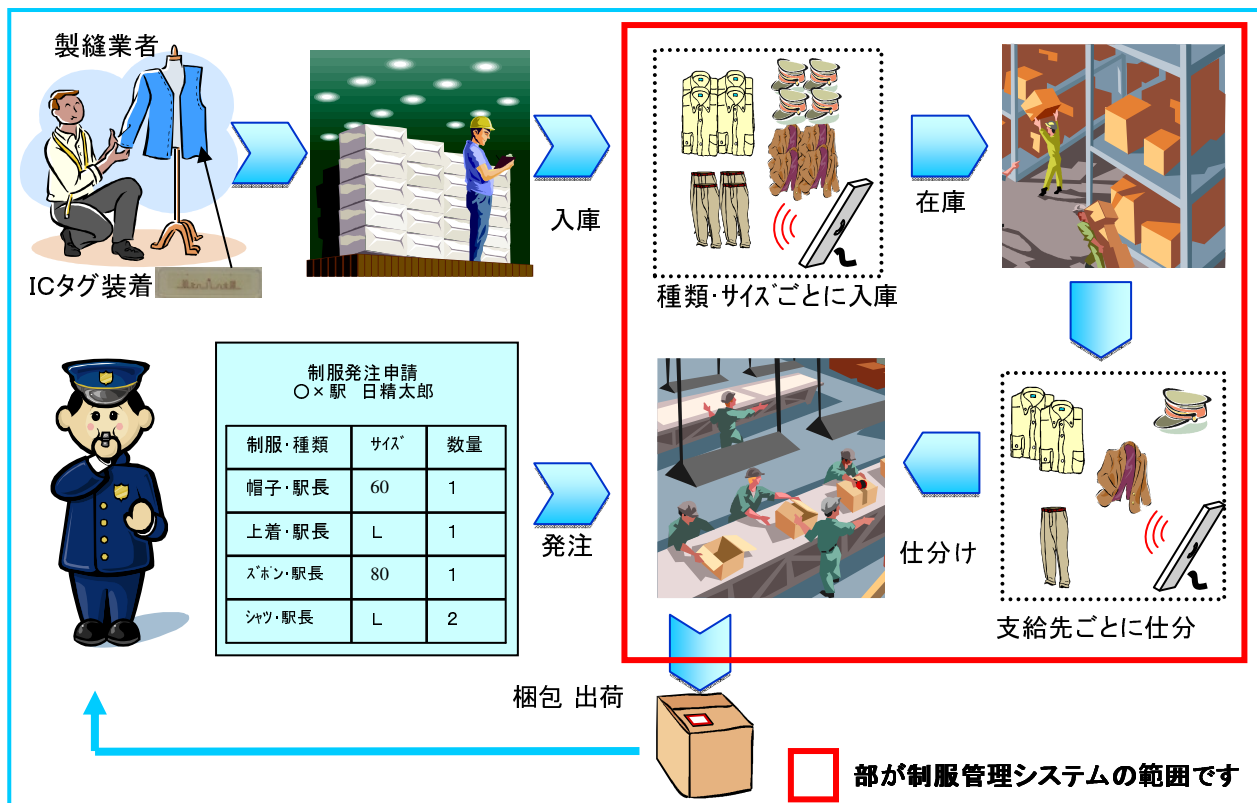 製縫業者
ICタグ装着
入庫
種類・サイズごとに入庫
在庫
制服発注申請
○×駅 日精太郎
制服・種類 サイズ 数量
帽子・駅長 60 1
上着・駅長 L 1
ズボン・駅長 80 1
シャツ・駅長 L 2
発注
仕分け
支給先ごとに仕分
梱包 出荷
部が制服管理システムの範囲です